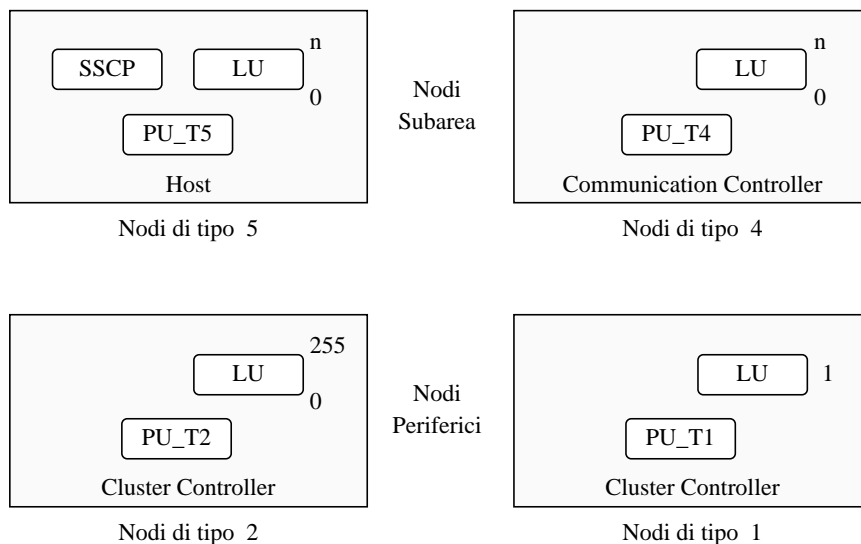 SSCP
LU
n
0
PU_T5
Host
Nodi di tipo 5
Nodi
Subarea
LU
n
0
PU_T4
Communication Controller
Nodi di tipo 4
LU
255
0
PU_T2
Cluster Controller
Nodi di tipo 2
Nodi
Periferici
LU
1
PU_T1
Cluster Controller
Nodi di tipo 1